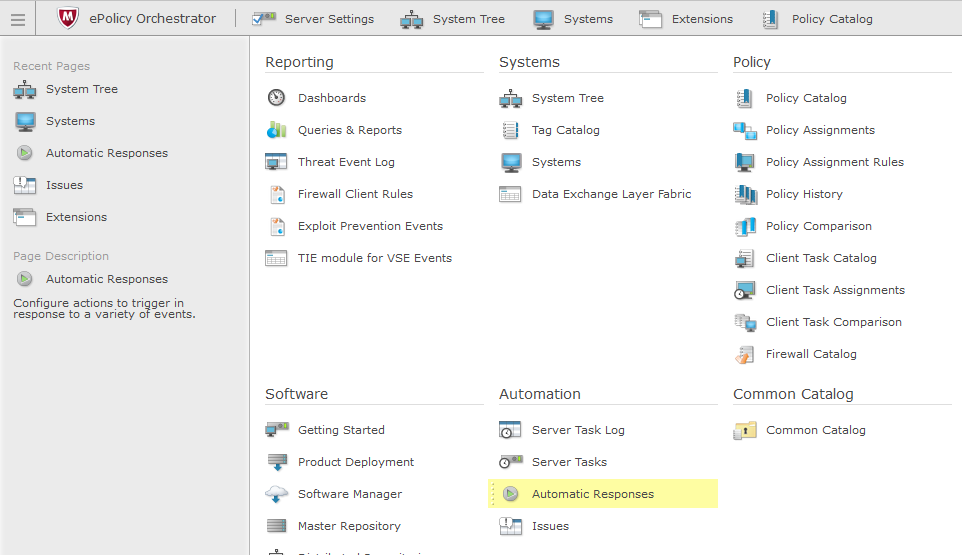 ePolicy Orchestrator
Server Settings
System Tree
Systems
Extensions
Policy Catalog
Recent Pages
System Tree
Systems
Automatic Responses
Issues
Extensions
Page Description
Automatic Responses
Configure actions to trigger in
response to a variety of events.
Reporting
Dashboards
Queries & Reports
Threat Event Log
Firewall Client Rules
Exploit Prevention Events
TIE module for VSE Events
Systems
System Tree
Tag Catalog
Systems
Data Exchange Layer Fabric
Policy
Policy Catalog
Policy Assignments
Policy Assignment Rules
Policy History
Policy Comparison
Client Task Catalog
Client Task Assignments
Client Task Comparison
Firewall Catalog
Software
Getting Started
Product Deployment
Software Manager
Master Repository
Automation
Server Task Log
Server Tasks
Automatic Responses
Issues
Common Catalog
Common Catalog